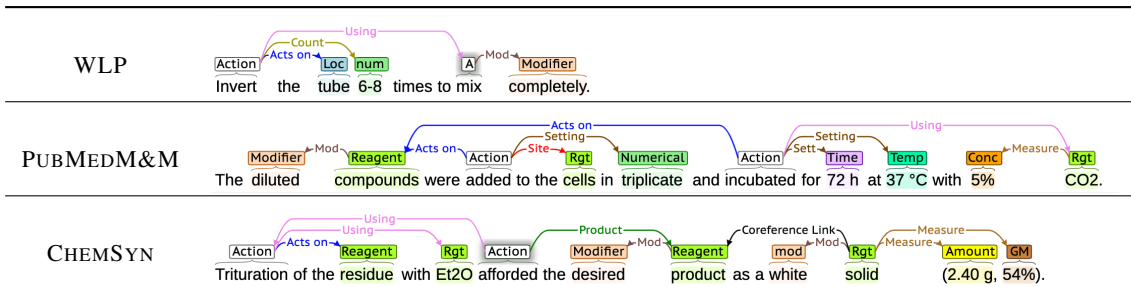 Using
Count
Acts on Mod
Action Loc num A Modifier
WLP
Invert the tube 6-8 times to mix completely.
Acts on
Setting Setting Using
Mod Acts on Site Sett Measure
Modifier Reagent Action Rgt Numerical Action Time Temp Conc Rgt
PUBMEDM&M
The diluted compounds were added to the cells in triplicate and incubated for 72 h at 37 °C with 5% CO2.
Using
Using Product Coreference Link Measure
Acts on Mod Mod Measure
Action Reagent Rgt Action Modifier Reagent mod Rgt Amount GM
CHEMSYN
Trituration of the residue with Et2O afforded the desired product as a white solid (2.40 g, 54%).